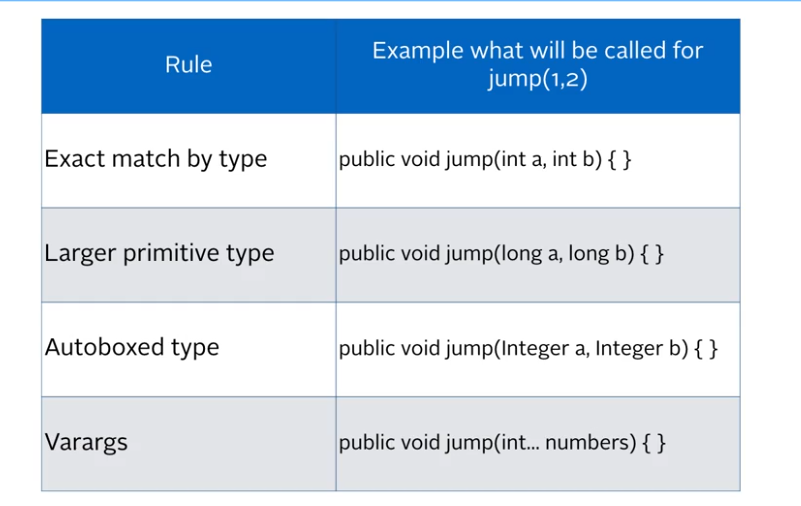 Rule
Example what will be called for
jump(1,2)
Exact match by type
public void jump(int a, int b) { }
Larger primitive type
public void jump(long a, long b) { }
Autoboxed type
public void jump(Integer a, Integer b) { }
Varargs
public void jump(int... numbers) { }